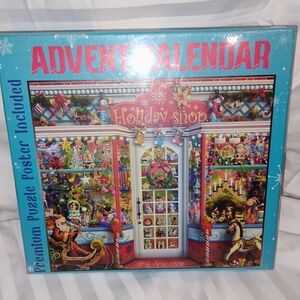 ADVENT CALENDAR
Holiday shop
Premium Puzzle Poster Included